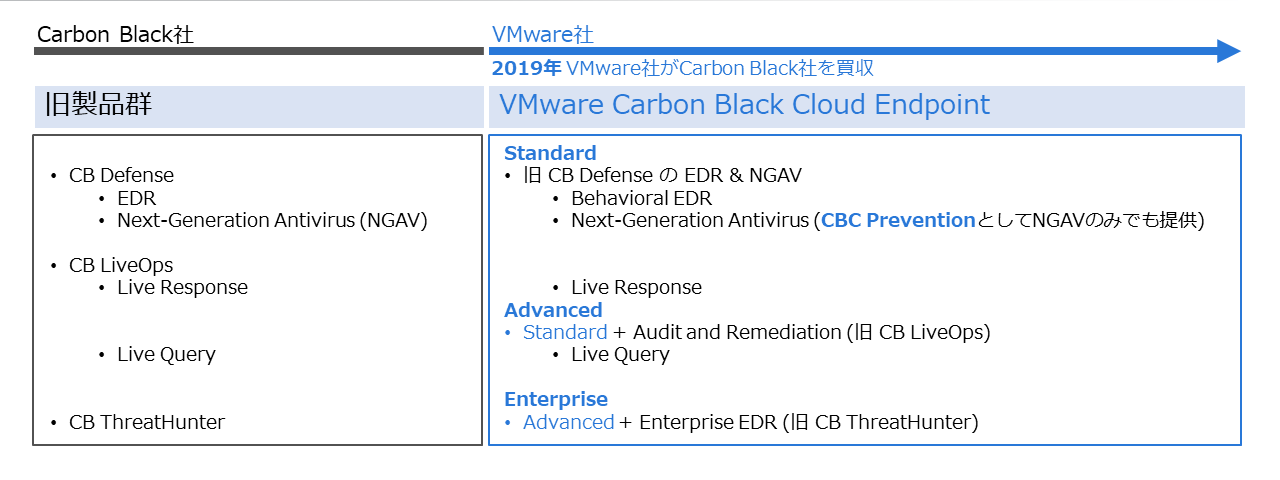 Carbon Black社
VMware社
2019年 VMware社がCarbon Black社を買収
旧製品群
VMware Carbon Black Cloud Endpoint
• CB Defense
• EDR
• Next-Generation Antivirus (NGAV)
• CB LiveOps
• Live Response
• Live Query
• CB ThreatHunter
Standard
• 旧 CB Defense の EDR & NGAV
• Behavioral EDR
• Next-Generation Antivirus (CBC PreventionとしてNGAVのみでも提供)
• Live Response
Advanced
• Standard + Audit and Remediation (旧 CB LiveOps)
• Live Query
Enterprise
• Advanced + Enterprise EDR (旧 CB ThreatHunter)